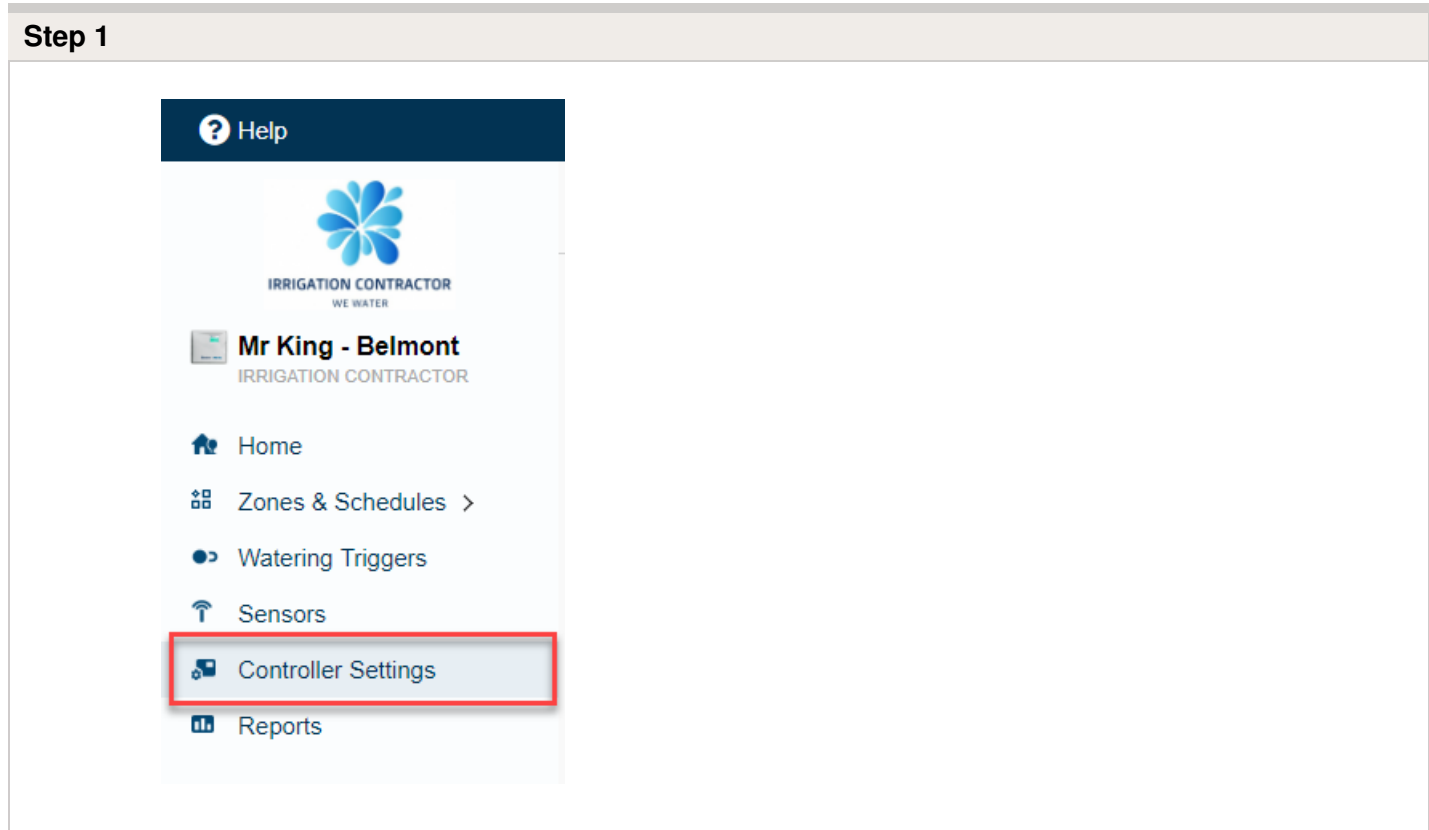 Step 1
Help
IRRIGATION CONTRACTOR
WE WATER
Mr King - Belmont
IRRIGATION CONTRACTOR
Home
Zones & Schedules >
Watering Triggers
Sensors
Controller Settings
Reports